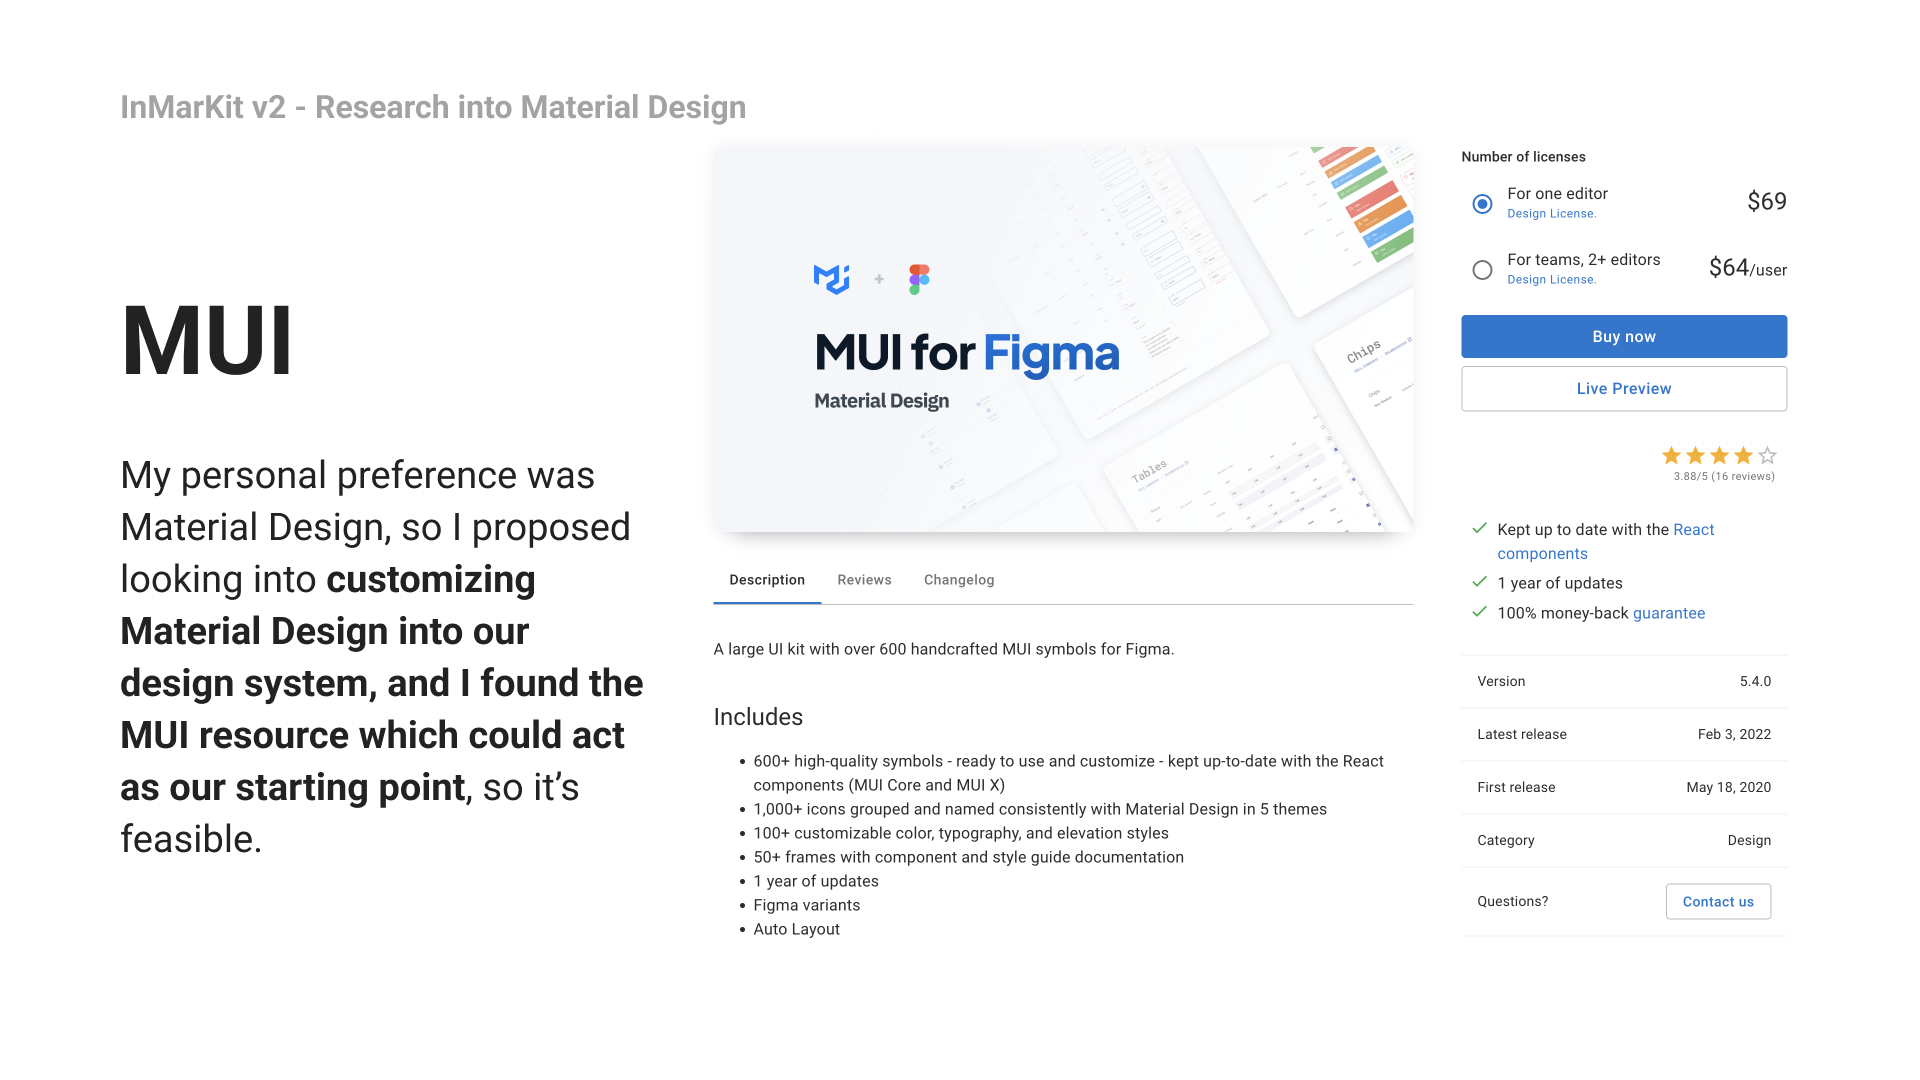 InMarKit v2 - Research into Material Design
MUI
My personal preference was
Material Design, so I proposed
looking into customizing
Material Design into our
design system, and I found the
MUI resource which could act
as our starting point, so it’s
feasible.
+
MUI for Figma
Material Design
Chips
Tables
Description
Reviews
Changelog
A large UI kit with over 600 handcrafted MUI symbols for Figma.
Includes
• 600+ high-quality symbols - ready to use and customize - kept up-to-date with the React
components (MUI Core and MUI X)
• 1,000+ icons grouped and named consistently with Material Design in 5 themes
• 100+ customizable color, typography, and elevation styles
• 50+ frames with component and style guide documentation
• 1 year of updates
• Figma variants
• Auto Layout
Number of licenses
For one editor
Design License.
$69
For teams, 2+ editors
Design License.
$64/user
Buy now
Live Preview
3.88/5 (16 reviews)
Kept up to date with the React
components
1 year of updates
100% money-back guarantee
Version 5.4.0
Latest release Feb 3, 2022
First release May 18, 2020
Category Design
Questions? Contact us